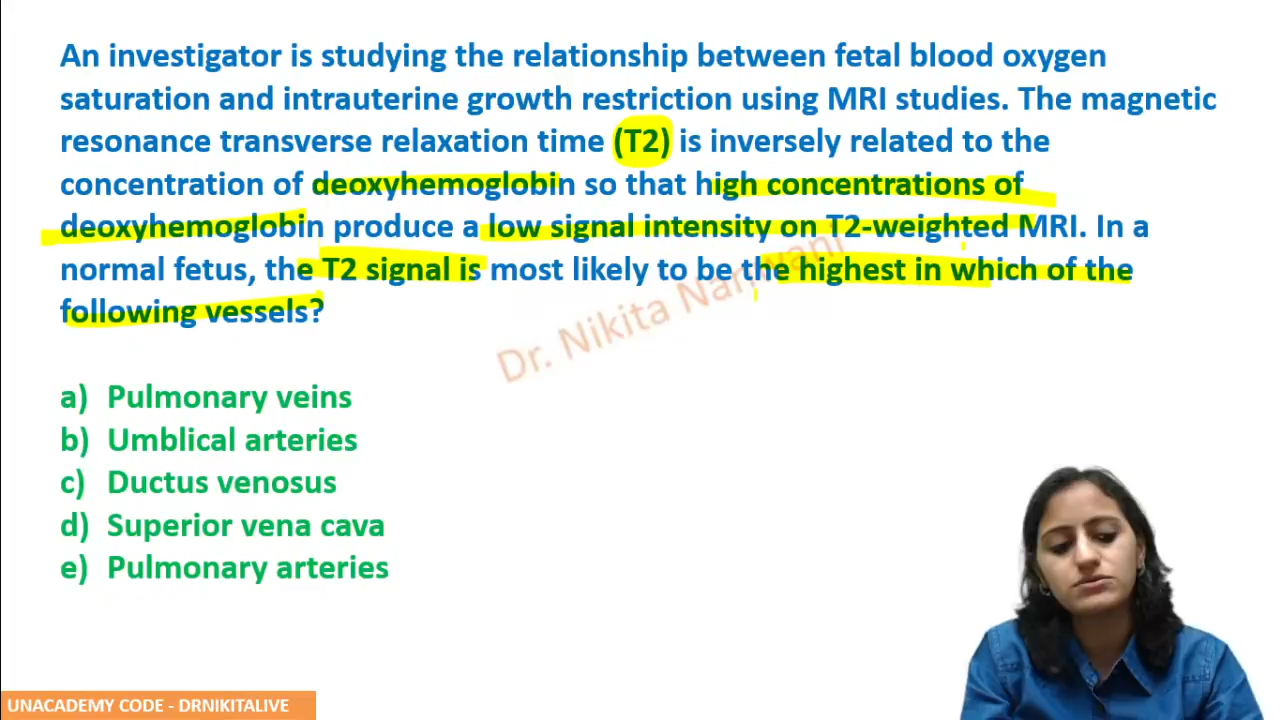 An investigator is studying the relationship between fetal blood oxygen
saturation and intrauterine growth restriction using MRI studies. The magnetic
resonance transverse relaxation time (T2) is inversely related to the
concentration of deoxyhemoglobin so that high concentrations of
deoxyhemoglobin produce a low signal intensity on T2-weighted MRI. In a
normal fetus, the T2 signal is most likely to be the highest in which of the
following vessels?
Dr. Nikita Nanwani
a) Pulmonary veins
b) Umblical arteries
c) Ductus venosus
d) Superior vena cava
e) Pulmonary arteries
UNACADEMY CODE - DRNIKITALIVE